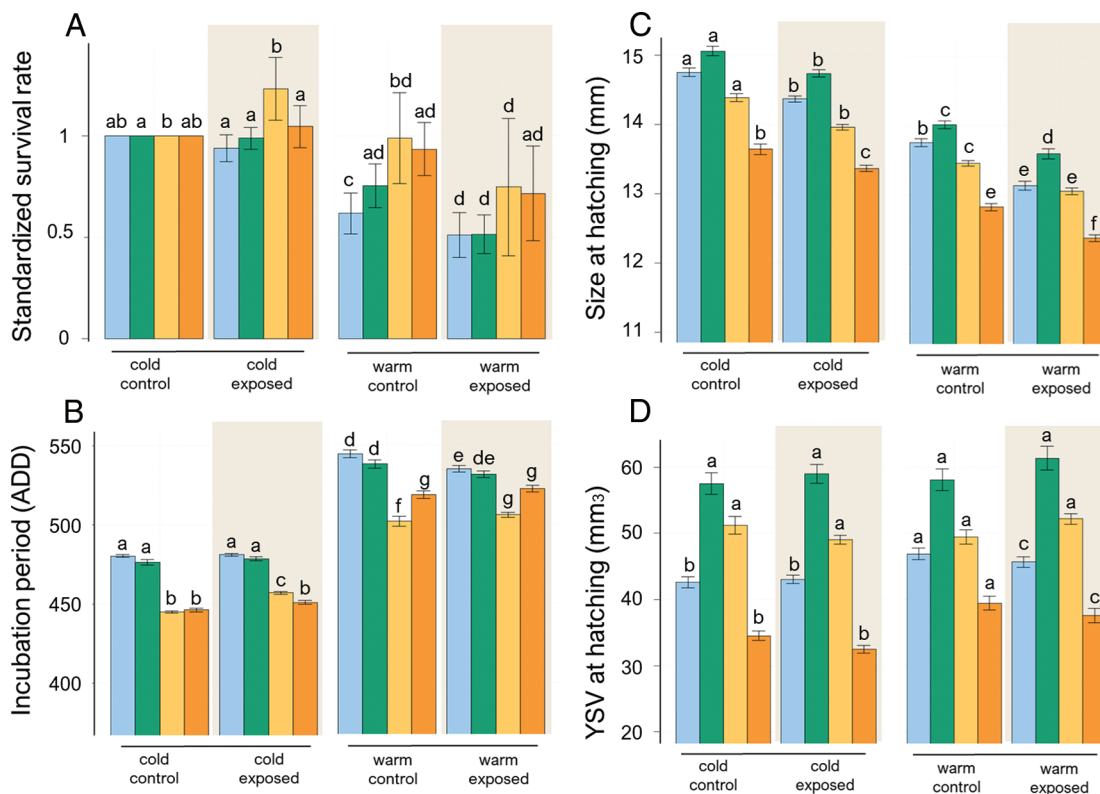 A
Standardized survival rate
1
0.5
0
ab a b ab
a a b a
c ad bd ad
d d d ad
cold control
cold exposed
warm control
warm exposed
C
Size at hatching (mm)
15
14
13
12
11
a a a b
b b b c
b c c e
e d e f
cold control
cold exposed
warm control
warm exposed
B
Incubation period (ADD)
550
500
450
400
a a b b
a a c b
d d f g
e de g g
cold control
cold exposed
warm control
warm exposed
D
YSV at hatching (mm3)
60
50
40
30
20
b a a b
b a a b
a a a a
c a a c
cold control
cold exposed
warm control
warm exposed